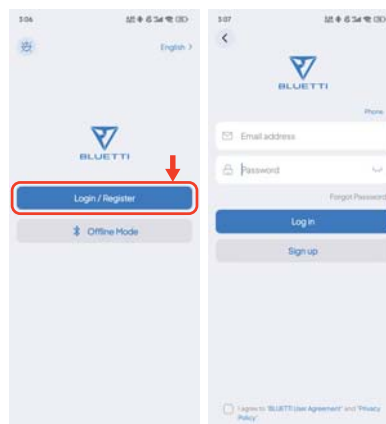 5:06
English >
BLUETTI
Login / Register
Offline Mode
5:07
BLUETTI
Phone
Email address
Password
Forgot Password
Log in
Sign up
I agree to "BLUETTI User Agreement" and "Privacy
Policy"